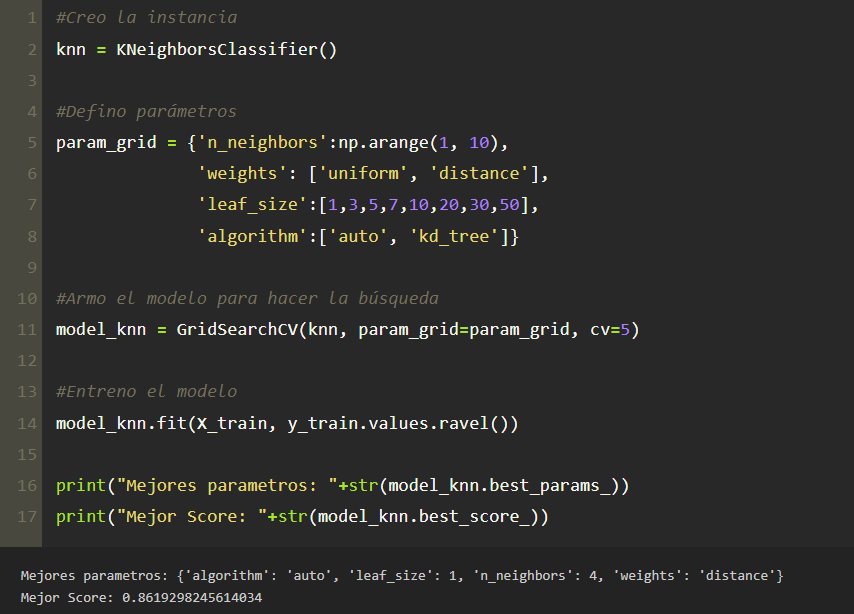 1 #Creo la instancia
2 knn = KNeighborsClassifier()
3
4 #Defino parámetros
5 param_grid = {'n_neighbors':np.arange(1, 10),
6               'weights': ['uniform', 'distance'],
7               'leaf_size':[1,3,5,7,10,20,30,50],
8               'algorithm':['auto', 'kd_tree']}
9
10 #Armo el modelo para hacer la búsqueda
11 model_knn = GridSearchCV(knn, param_grid=param_grid, cv=5)
12
13 #Entreno el modelo
14 model_knn.fit(X_train, y_train.values.ravel())
15
16 print("Mejores parametros: "+str(model_knn.best_params_))
17 print("Mejor Score: "+str(model_knn.best_score_))
Mejores parametros: {'algorithm': 'auto', 'leaf_size': 1, 'n_neighbors': 4, 'weights': 'distance'}
Mejor Score: 0.8619298245614034